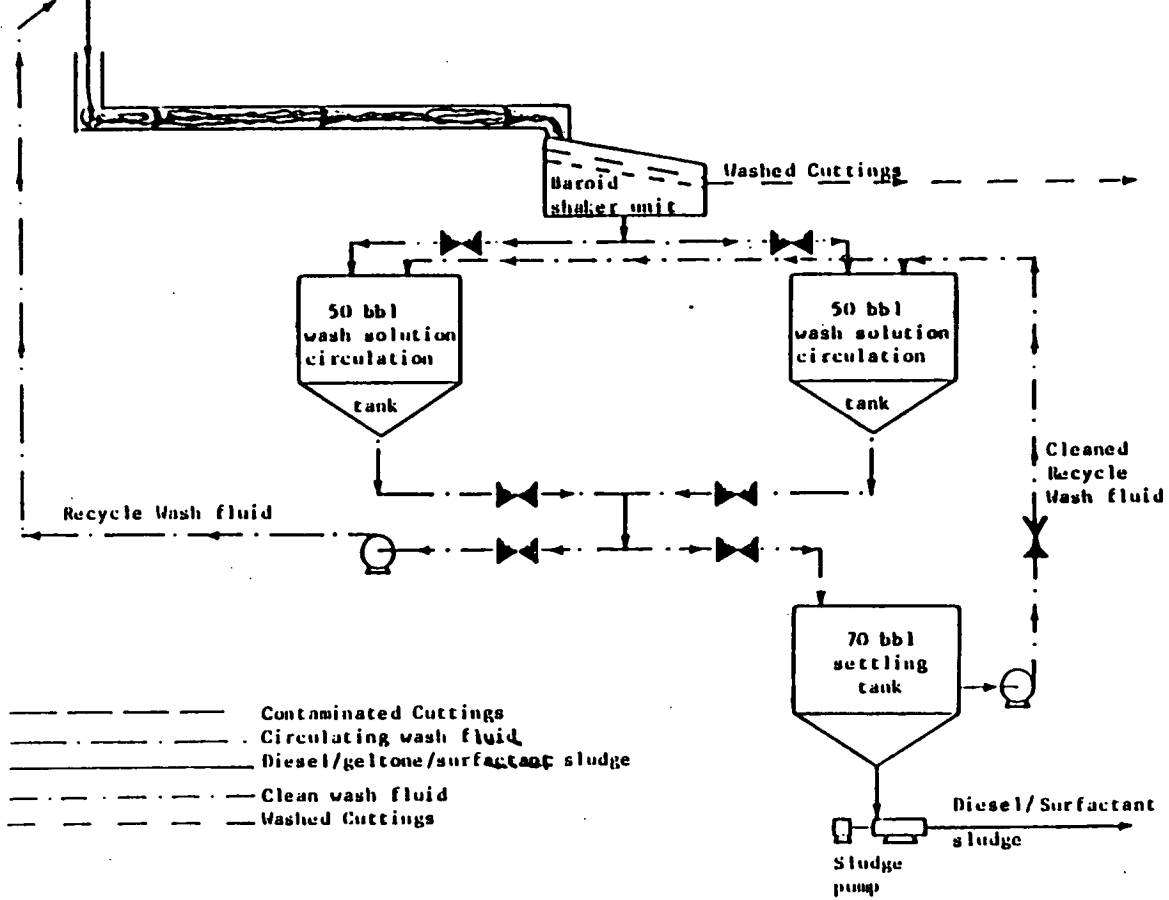 Washed Cuttings
Baroid
shaker unit
50 bbl
wash solution
circulation
tank
50 bbl
wash solution
circulation
tank
Cleaned
Recycle
Wash fluid
Recycle Wash fluid
70 bbl
settling
tank
Contaminated Cuttings
Circulating wash fluid
Diesel/geltone/surfactant sludge
Clean wash fluid
Washed Cuttings
Diesel/Surfactant
sludge
Sludge
pump